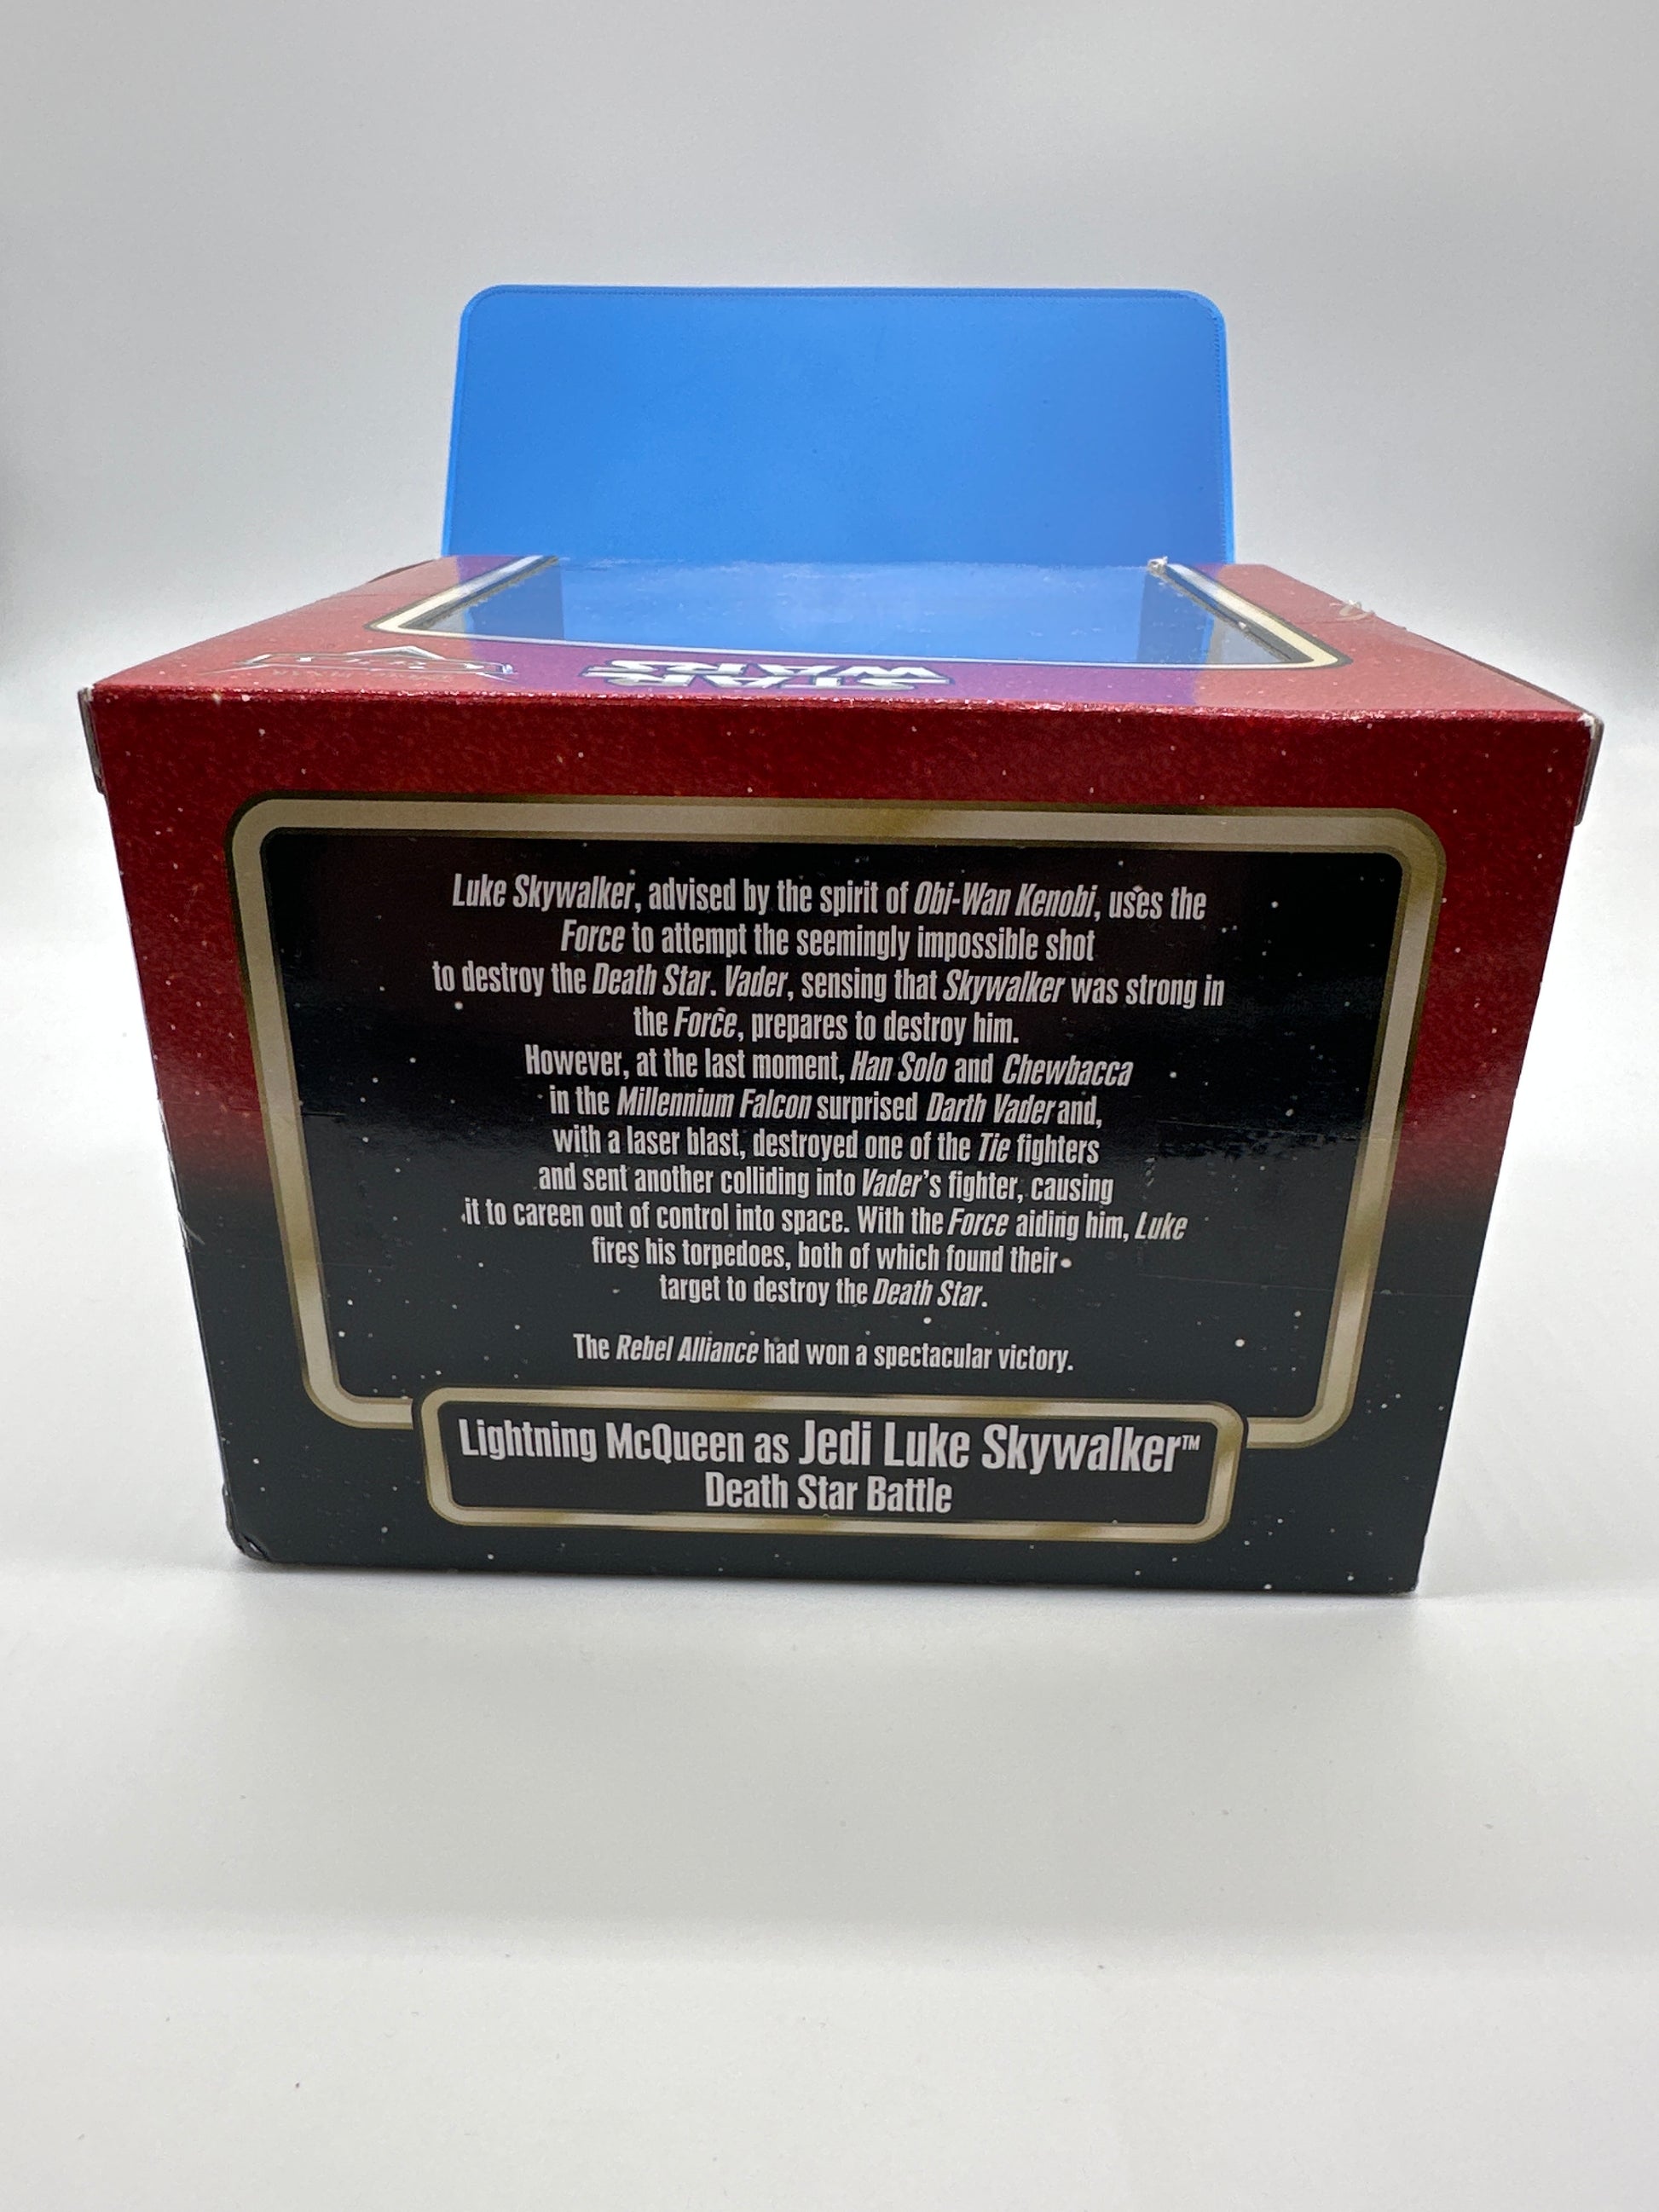 STAR
WARS
Luke Skywalker, advised by the spirit of Obi-Wan Kenobi, uses the
Force to attempt the seemingly impossible shot
to destroy the Death Star. Vader, sensing that Skywalker was strong in
the Force, prepares to destroy him.
However, at the last moment, Han Solo and Chewbacca
in the Millennium Falcon surprised Darth Vader and,
with a laser blast, destroyed one of the Tie fighters
and sent another colliding into Vader's fighter, causing
it to careen out of control into space. With the Force aiding him, Luke
fires his torpedoes, both of which found their
target to destroy the Death Star.
The Rebel Alliance had won a spectacular victory.
Lightning McQueen as Jedi Luke Skywalker™
Death Star Battle